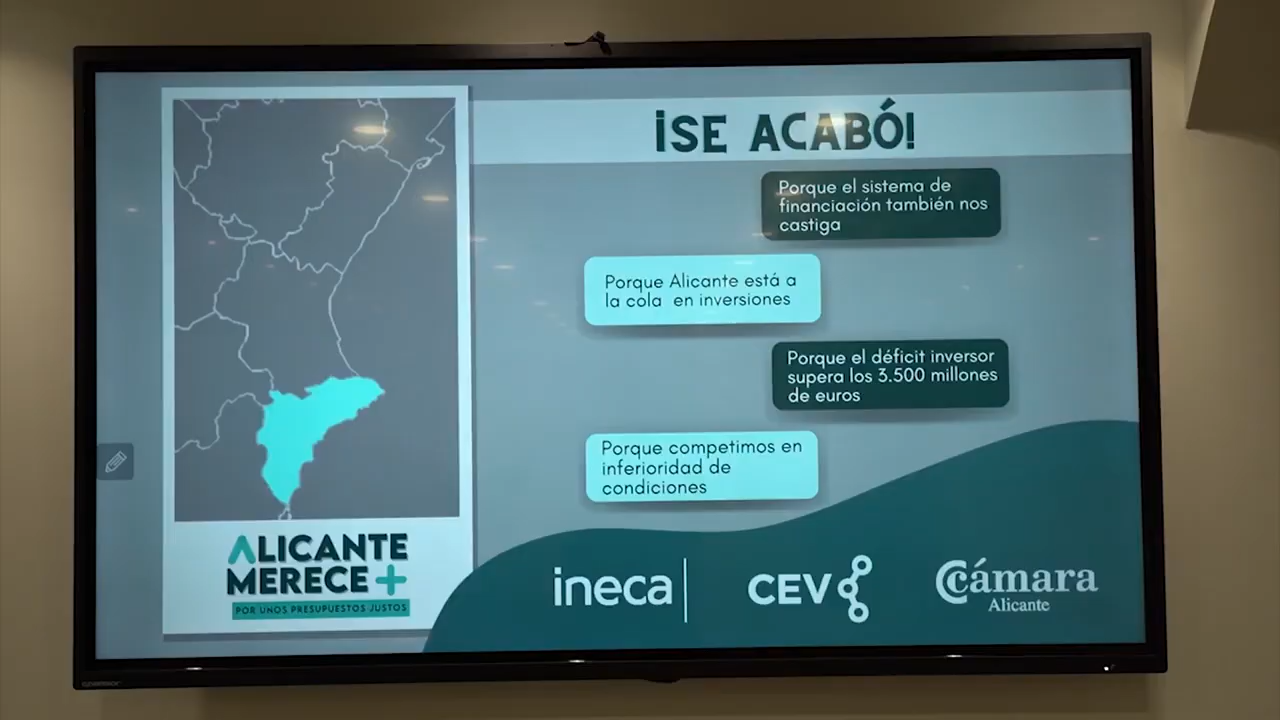 ¡SE ACABÓ!
Porque el sistema de
financiación también nos
castiga
Porque Alicante está a
la cola en inversiones
Porque el déficit inversor
supera los 3.500 millones
de euros
Porque competimos en
inferioridad de
condiciones
ALICANTE
MERECE +
POR UNOS PRESUPUESTOS JUSTOS
ineca
CEV
cámara
Alicante